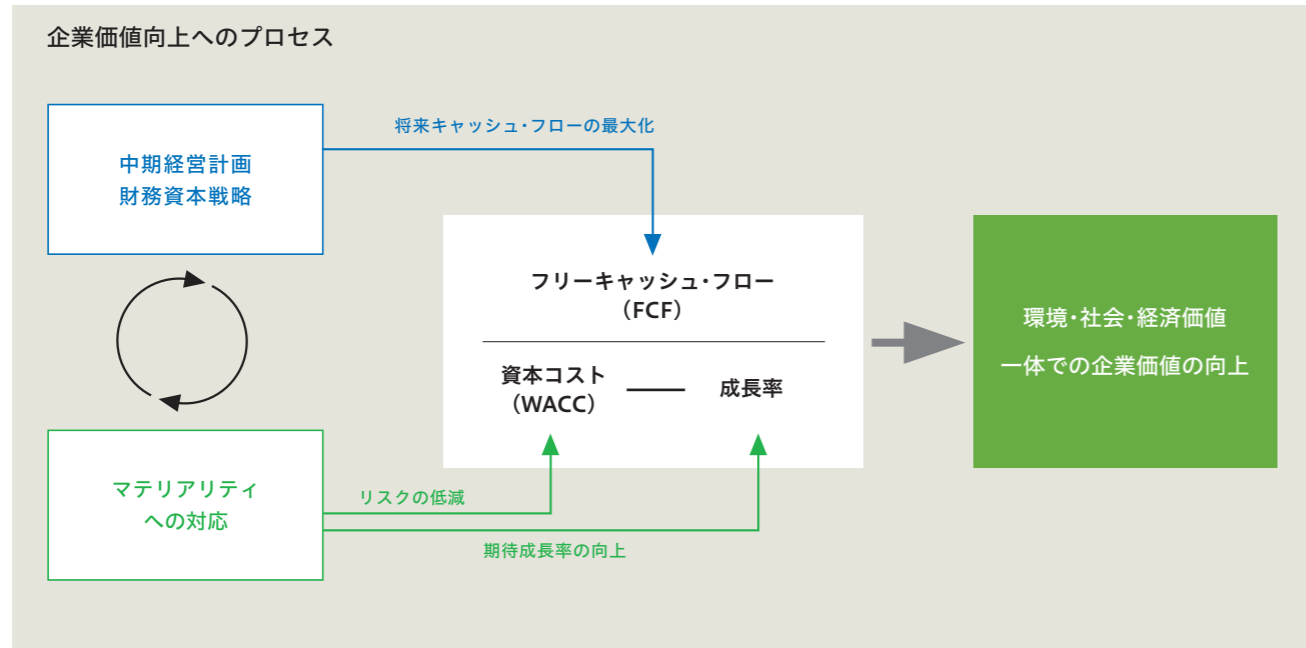 企業価値向上へのプロセス
将来キャッシュ・フローの最大化
中期経営計画
財務資本戦略
フリーキャッシュ・フロー
（FCF）
資本コスト
（WACC）
成長率
環境・社会・経済価値
一体での企業価値の向上
マテリアリティ
への対応
リスクの低減
期待成長率の向上